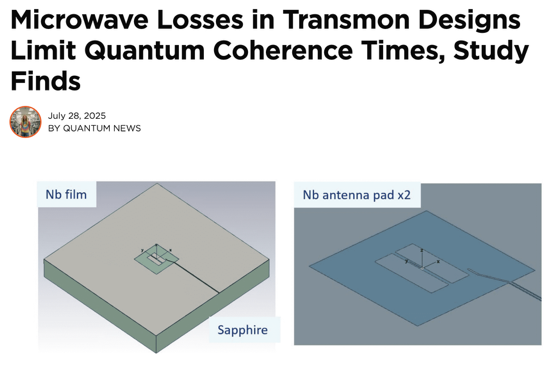 Microwave Losses in Transmon Designs
Limit Quantum Coherence Times, Study
Finds
July 28, 2025
BY QUANTUM NEWS
Nb film
Nb antenna pad x2
Sapphire